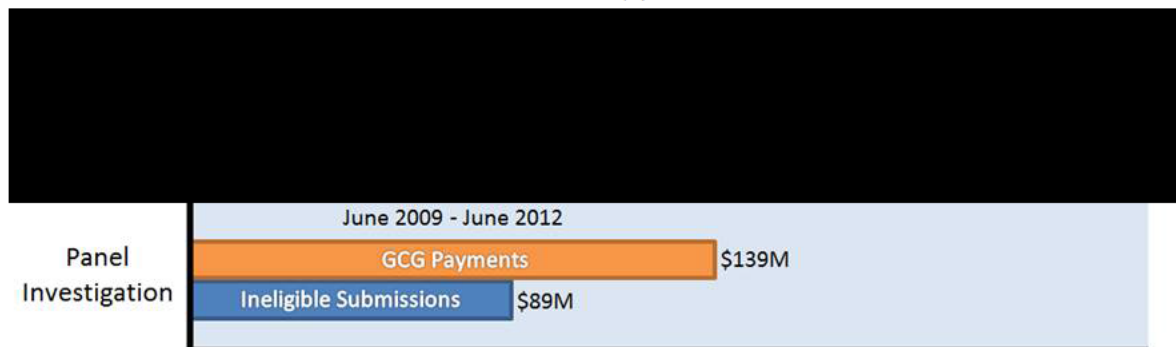 June 2009 - June 2012
Panel
Investigation
GCG Payments
$139M
Ineligible Submissions
$89M